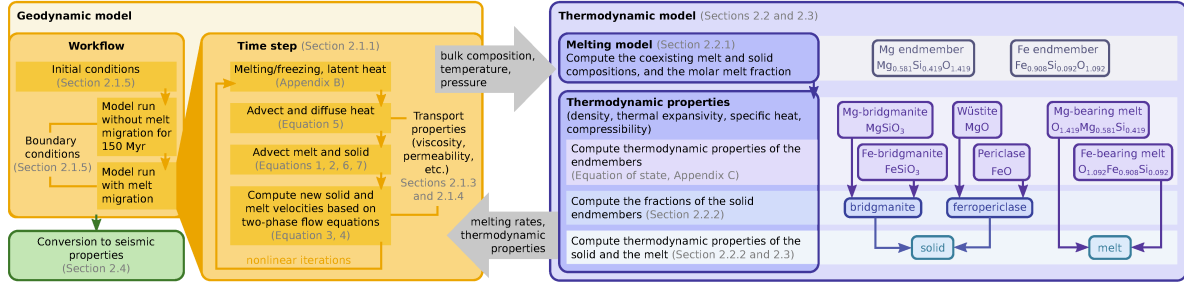 Geodynamic model
Workflow
Initial conditions
(Section 2.1.5)
Model run
without melt
migration for
150 Myr
Boundary
conditions
(Section 2.1.5)
Model run
with melt
migration
Conversion to seismic
properties
(Section 2.4)
Time step (Section 2.1.1)
Melting/freezing, latent heat
(Appendix B)
Advect and diffuse heat
(Equation 5)
Advect melt and solid
(Equations 1, 2, 6, 7)
Compute new solid and
melt velocities based on
two-phase flow equations
(Equation 3, 4)
nonlinear iterations
Transport
properties
(viscosity,
permeability,
etc.)
Sections 2.1.3
and 2.1.4
bulk composition,
temperature,
pressure
melting rates,
thermodynamic
properties
Thermodynamic model (Sections 2.2 and 2.3)
Melting model (Section 2.2.1)
Compute the coexisting melt and solid
compositions, and the molar melt fraction
Mg endmember
Mg0.581Si0.419O1.419
Fe endmember
Fe0.908Si0.092O1.092
Thermodynamic properties
(density, thermal expansivity, specific heat,
compressibility)
Compute thermodynamic properties of the
endmembers
(Equation of state, Appendix C)
Compute the fractions of the solid
endmembers (Section 2.2.2)
Compute thermodynamic properties of the
solid and the melt (Section 2.2.2 and 2.3)
Mg-bridgmanite
MgSiO3
Wüstite
MgO
Mg-bearing melt
O1.419Mg0.581Si0.419
Fe-bridgmanite
FeSiO3
Periclase
FeO
Fe-bearing melt
O1.092Fe0.908Si0.092
bridgmanite
ferropericlase
solid
melt